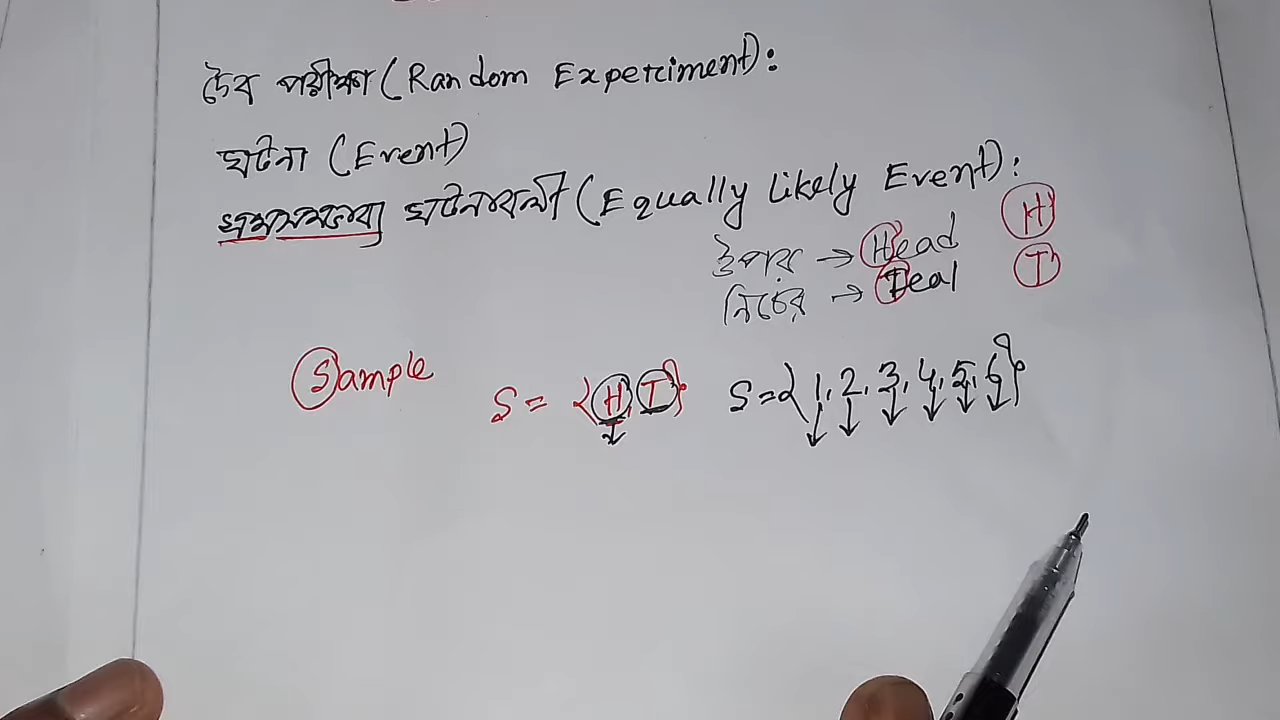 দৈব পরীক্ষা (Random Experiment):
ঘটনা (Event)
সমসম্ভাব্য ঘটনাবলী (Equally Likely Event):
উপরে → Head H
নিচের → Teal T
Sample S = {H, T} S = {1, 2, 3, 4, 5, 6}